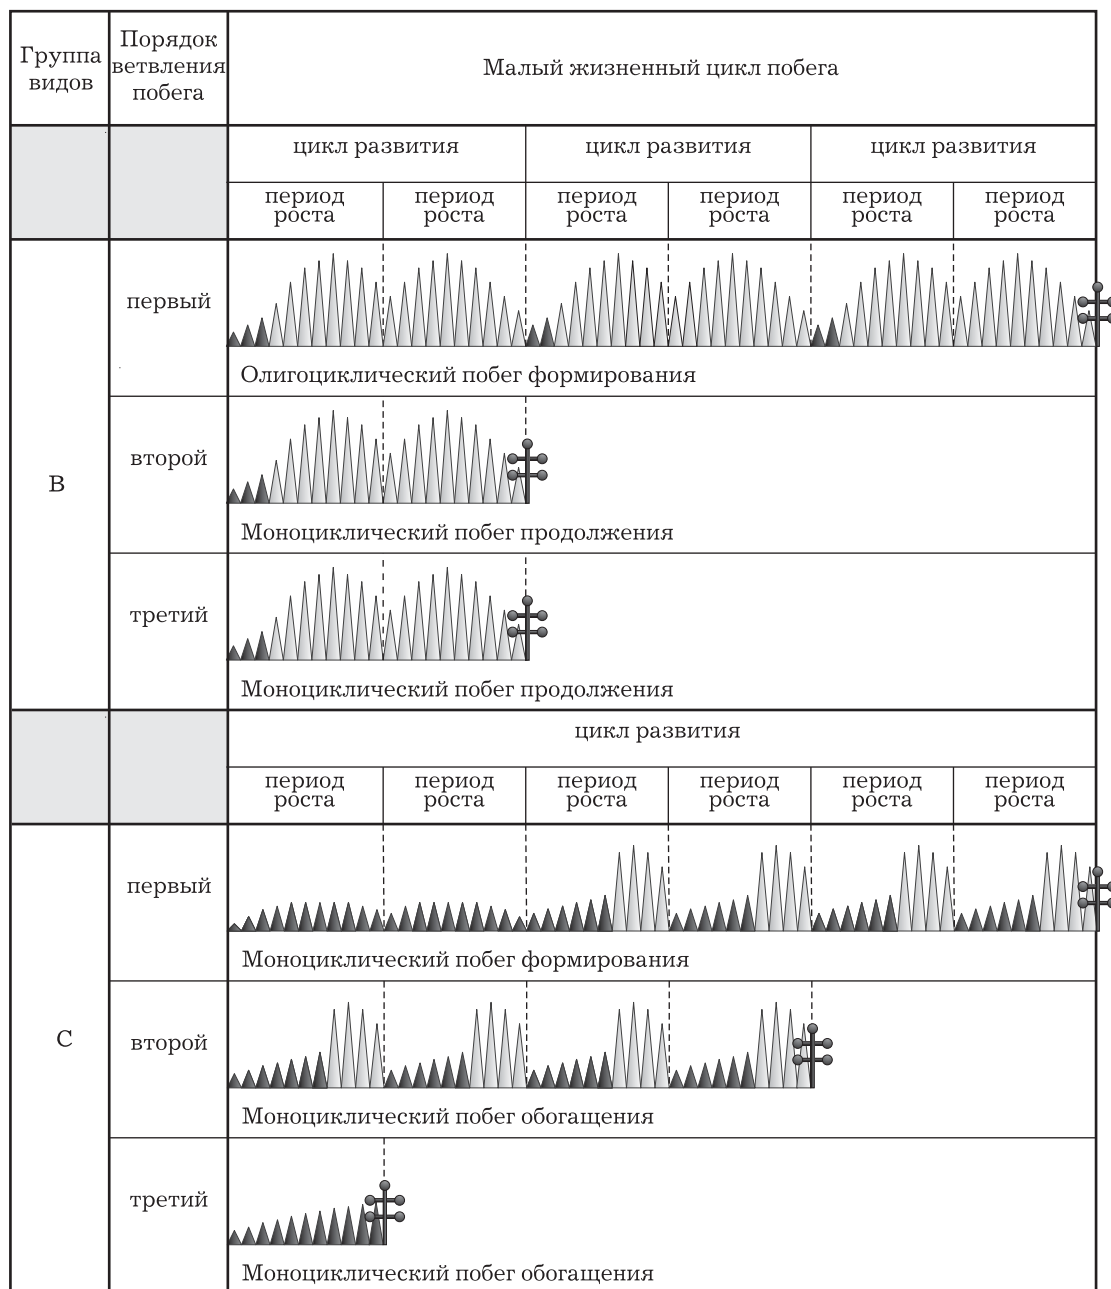 Группа
видов
Порядок
ветвления
побега
Малый жизненный цикл побега
цикл развития
цикл развития
цикл развития
период
роста
период
роста
период
роста
период
роста
период
роста
период
роста
B
первый
Олигоциклический побег формирования
второй
Моноциклический побег продолжения
третий
Моноциклический побег продолжения
цикл развития
период
роста
период
роста
период
роста
период
роста
период
роста
период
роста
C
первый
Моноциклический побег формирования
второй
Моноциклический побег обогащения
третий
Моноциклический побег обогащения